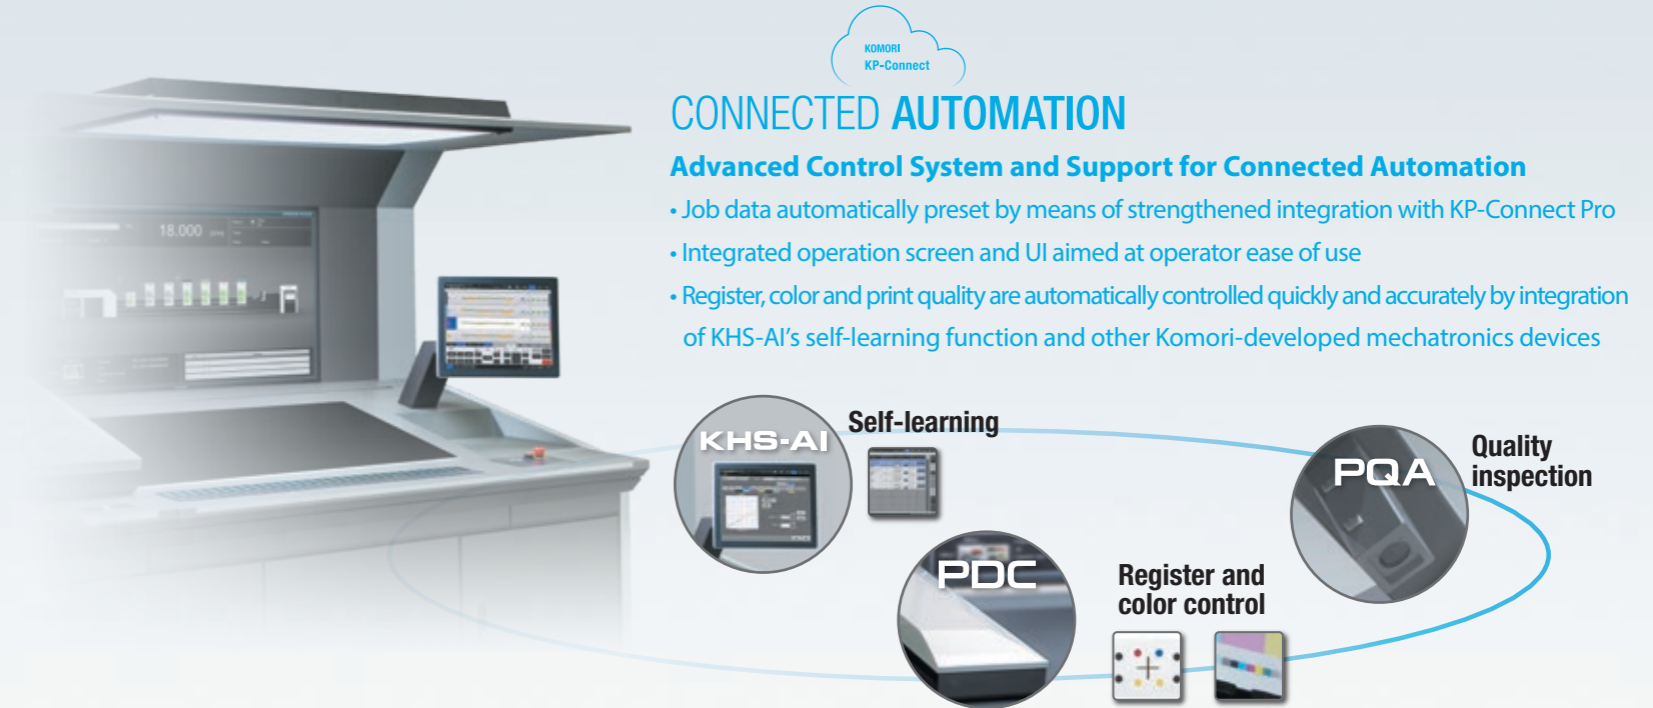 KOMORI
KP-Connect
CONNECTED AUTOMATION
Advanced Control System and Support for Connected Automation
• Job data automatically preset by means of strengthened integration with KP-Connect Pro
• Integrated operation screen and UI aimed at operator ease of use
• Register, color and print quality are automatically controlled quickly and accurately by integration
of KHS-AI’s self-learning function and other Komori-developed mechatronics devices
18.000
KHS-AI
Self-learning
PQA
Quality
inspection
PDC
Register and
color control